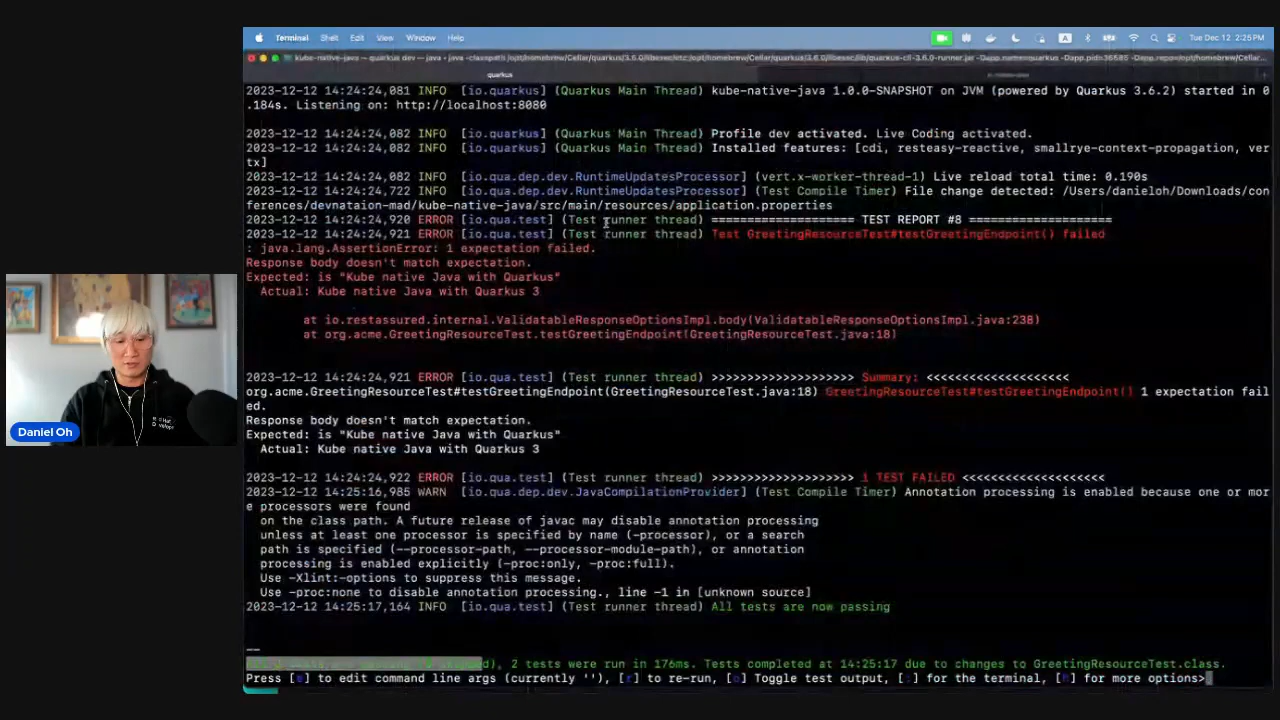 Terminal Shell Edit View Window Help
A
Tue Dec 12 2:25 PM
quarkus
2023-12-12 14:24:24,081 INFO [io.quarkus] (Quarkus Main Thread) kube-native-java 1.0.0-SNAPSHOT on JVM (powered by Quarkus 3.6.2) started in 0
.184s. Listening on: http://localhost:8080
2023-12-12 14:24:24,082 INFO [io.quarkus] (Quarkus Main Thread) Profile dev activated. Live Coding activated.
2023-12-12 14:24:24,082 INFO [io.quarkus] (Quarkus Main Thread) Installed features: [cdi, resteasy-reactive, smallrye-context-propagation, ver
tx]
2023-12-12 14:24:24,082 INFO [io.qua.dep.dev.RuntimeUpdatesProcessor] (vert.x-worker-thread-1) Live reload total time: 0.190s
2023-12-12 14:24:24,722 INFO [io.qua.dep.dev.RuntimeUpdatesProcessor] (Test Compile Timer) File change detected: /Users/danieloh/Downloads/con
ferences/devnataion-mad/kube-native-java/src/main/resources/application.properties
2023-12-12 14:24:24,920 ERROR [io.qua.test] (Test runner thread) ==================== TEST REPORT #8 ====================
2023-12-12 14:24:24,921 ERROR [io.qua.test] (Test runner thread) Test GreetingResourceTest#testGreetingEndpoint() failed
: java.lang.AssertionError: 1 expectation failed.
Response body doesn't match expectation.
Expected: is "Kube native Java with Quarkus"
Actual: Kube native Java with Quarkus 3
at io.restassured.internal.ValidatableResponseOptionsImpl.body(ValidatableResponseOptionsImpl.java:238)
at org.acme.GreetingResourceTest.testGreetingEndpoint(GreetingResourceTest.java:18)
2023-12-12 14:24:24,921 ERROR [io.qua.test] (Test runner thread) >>>>>>>>>>>>>>>>>>>> Summary: <<<<<<<<<<<<<<<<<<<<
org.acme.GreetingResourceTest#testGreetingEndpoint(GreetingResourceTest.java:18) GreetingResourceTest#testGreetingEndpoint() 1 expectation fail
ed.
Response body doesn't match expectation.
Expected: is "Kube native Java with Quarkus"
Actual: Kube native Java with Quarkus 3
2023-12-12 14:24:24,922 ERROR [io.qua.test] (Test runner thread) >>>>>>>>>>>>>>>>>>>> 1 TEST FAILED <<<<<<<<<<<<<<<<<<<<
2023-12-12 14:25:16,985 WARN [io.qua.dep.dev.JavaCompilationProvider] (Test Compile Timer) Annotation processing is enabled because one or mor
e processors were found
on the class path. A future release of javac may disable annotation processing
unless at least one processor is specified by name (-processor), or a search
path is specified (--processor-path, --processor-module-path), or annotation
processing is enabled explicitly (-proc:only, -proc:full).
Use -Xlint:-options to suppress this message.
Use -proc:none to disable annotation processing., line -1 in [unknown source]
2023-12-12 14:25:17,164 INFO [io.qua.test] (Test runner thread) All tests are now passing
--
2 tests were run in 176ms. Tests completed at 14:25:17 due to changes to GreetingResourceTest.class.
Press [e] to edit command line args (currently ''), [r] to re-run, [o] Toggle test output, [:] for the terminal, [h] for more options>
Daniel Oh